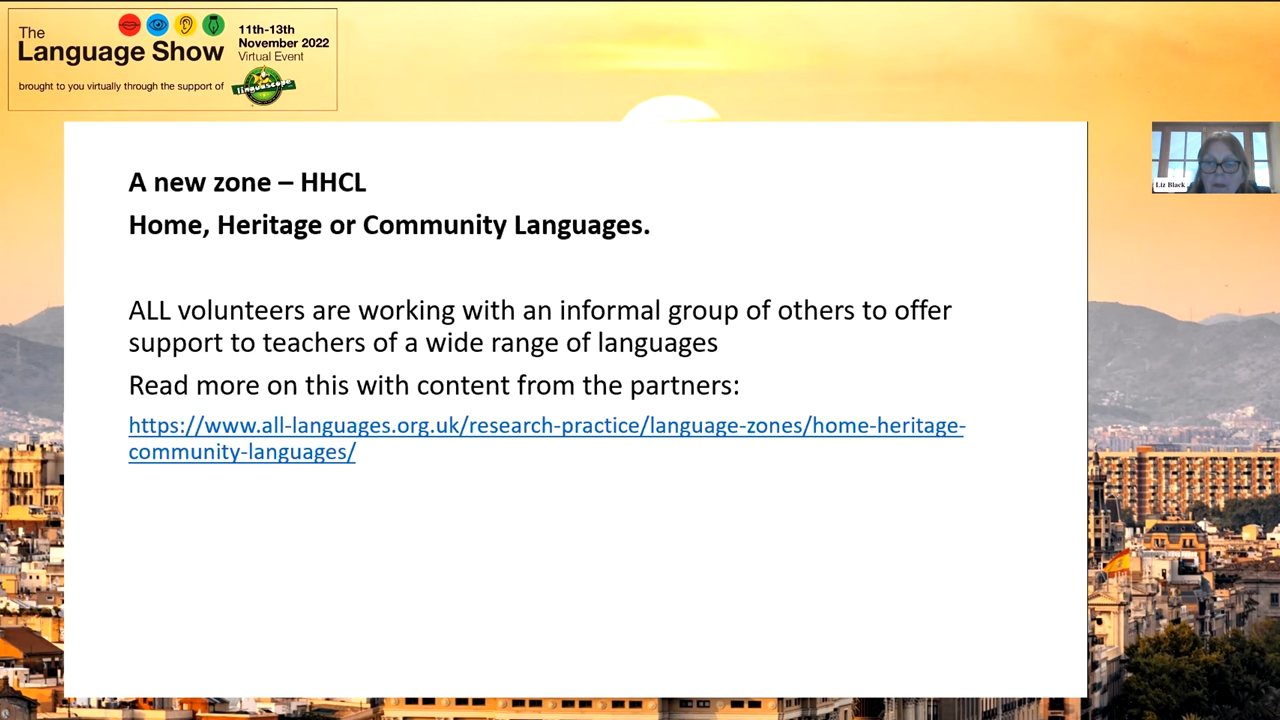 The
Language Show
11th-13th
November 2022
Virtual Event
brought to you virtually through the support of
linguascope
A new zone – HHCL
Home, Heritage or Community Languages.
ALL volunteers are working with an informal group of others to offer
support to teachers of a wide range of languages
Read more on this with content from the partners:
https://www.all-languages.org.uk/research-practice/language-zones/home-heritage-
community-languages/
Liz Black